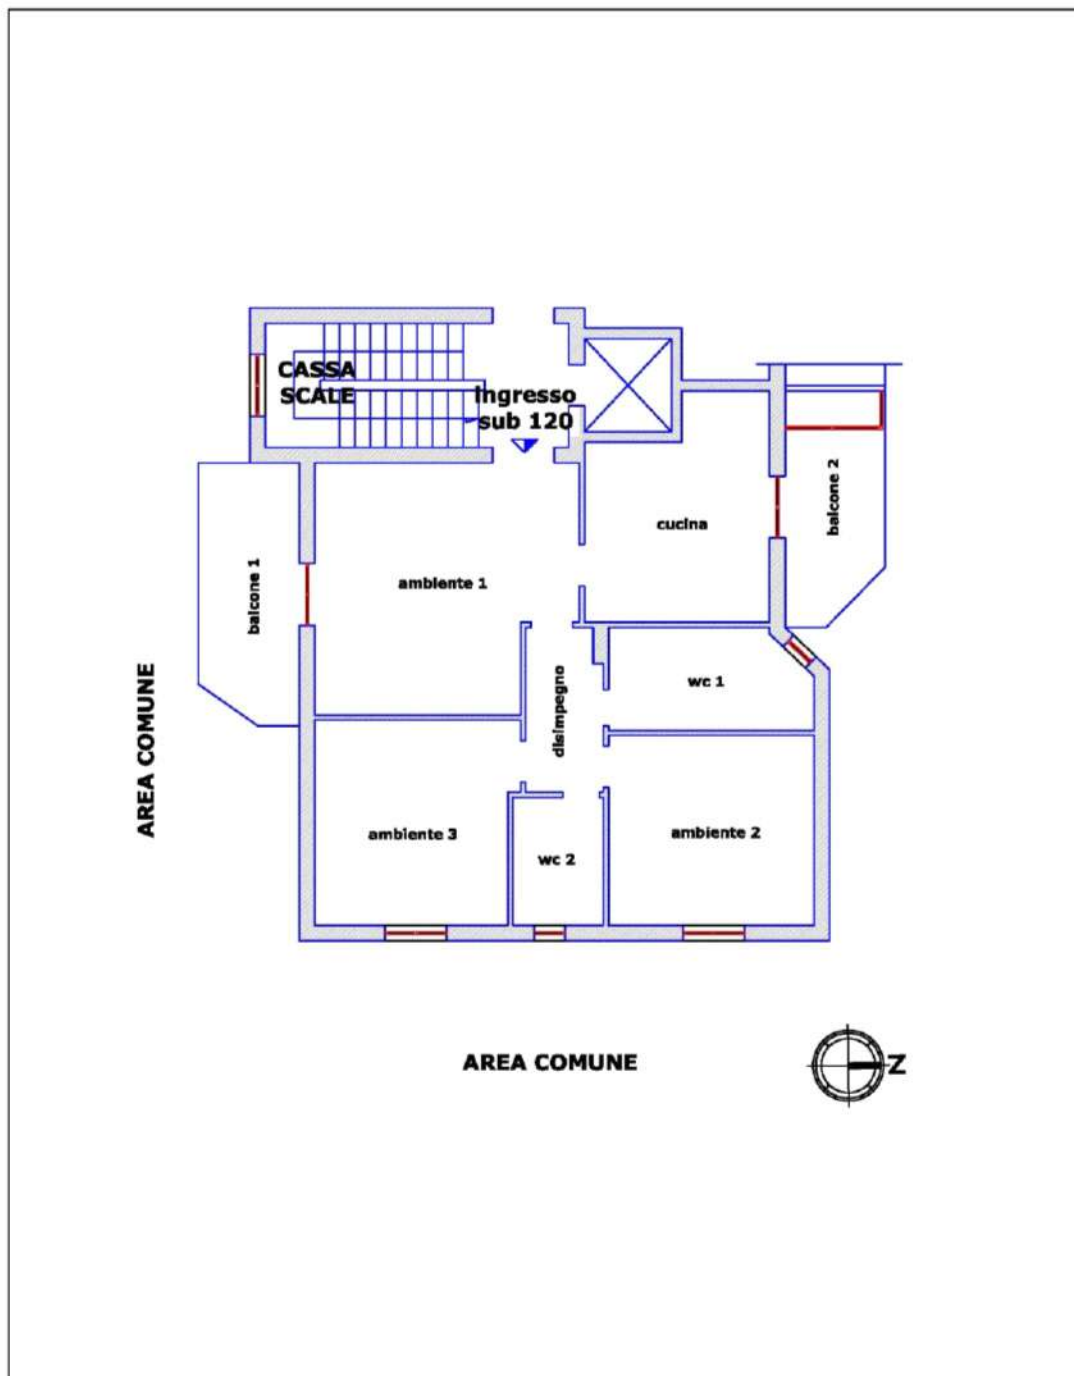 CASSA
SCALE
ingresso
sub 120
balcone 2
cucina
balcone 1
ambiente 1
disimpegno
wc 1
AREA COMUNE
ambiente 3
ambiente 2
wc 2
AREA COMUNE
N